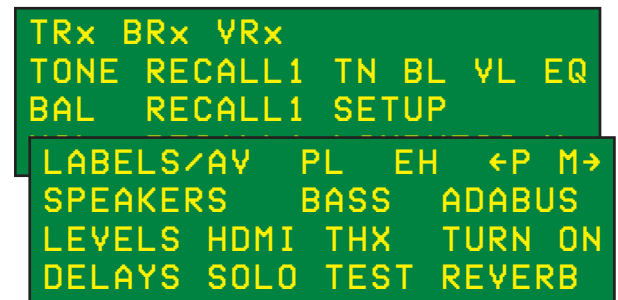 TRx BRx VRx
TONE RECALL1 TN BL VL EQ
BAL RECALL1 SETUP
LABELS/AV PL EH ←P M→
SPEAKERS BASS ADABUS
LEVELS HDMI THX TURN ON
DELAYS SOLO TEST REVERB